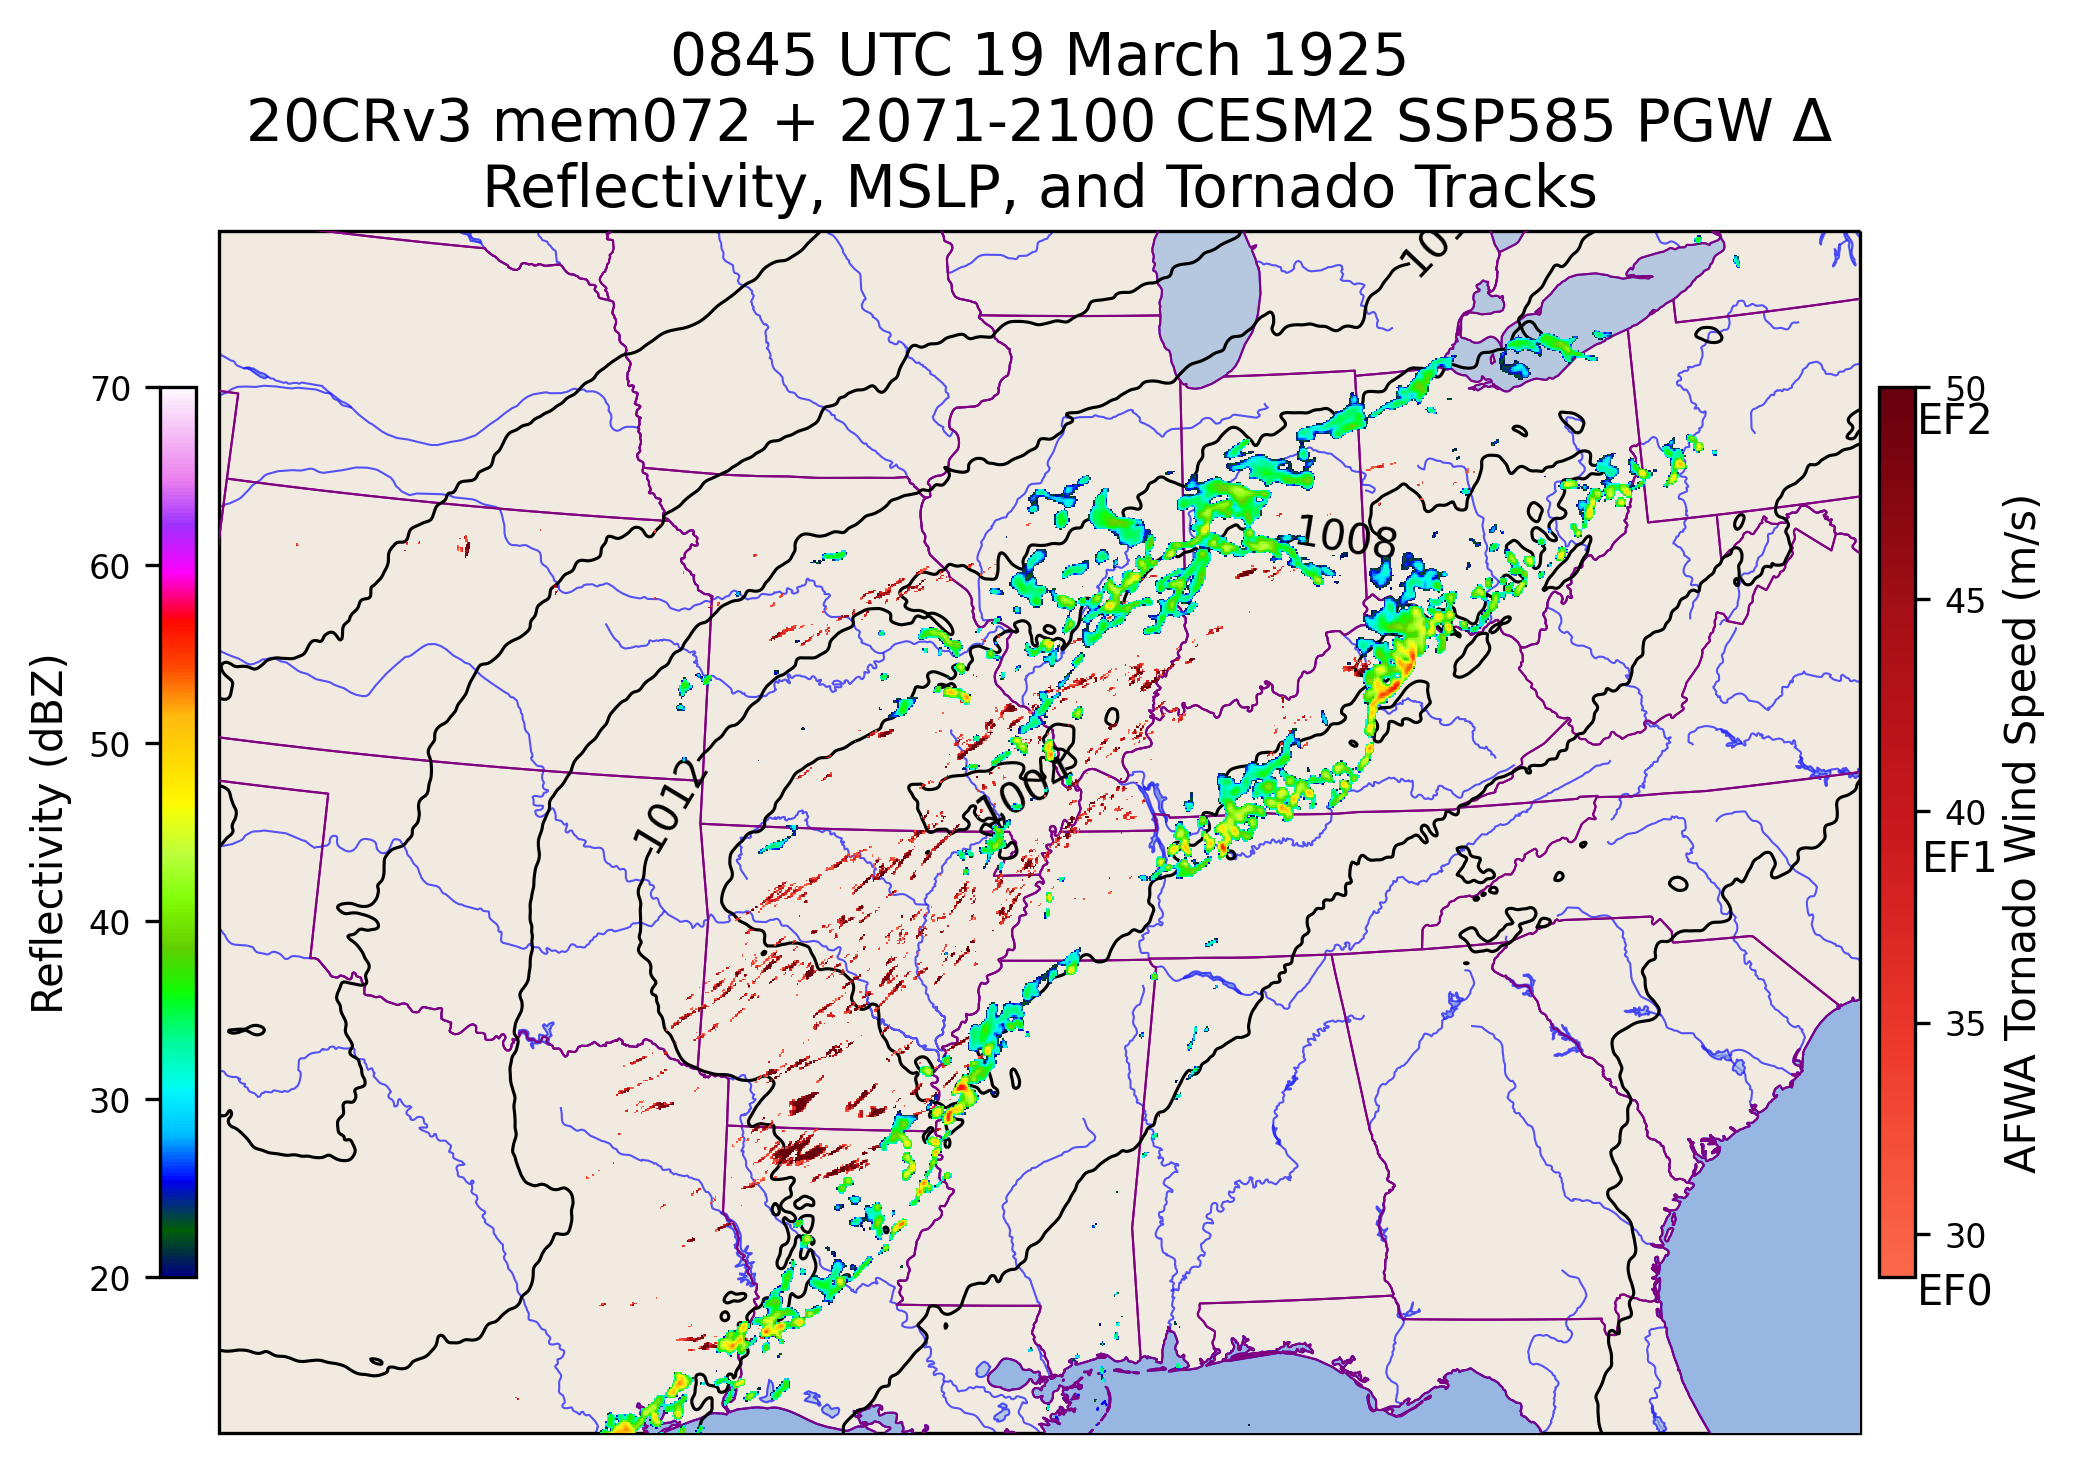 0845 UTC 19 March 1925
20CRv3 mem072 + 2071-2100 CESM2 SSP585 PGW Δ
Reflectivity, MSLP, and Tornado Tracks
70
60
50
40
30
20
Reflectivity (dBZ)
1008
1012
1004
50
EF2
45
40
EF1
35
30
EF0
AFWA Tornado Wind Speed (m/s)